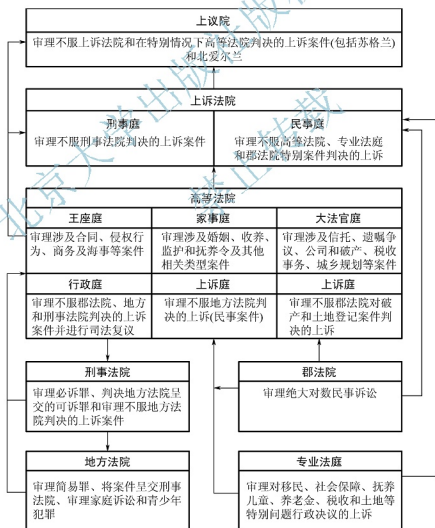 上议院
审理不服上诉法院和在特别情况下高等法院判决的上诉案件(包括苏格兰)
和北爱尔兰
上诉法院
刑事庭
审理不服刑事法院判决的上诉案件
民事庭
审理不服高等法院、专业法庭
和郡法院特别案件判决的上诉
高等法院
王座庭
审理涉及合同、侵权行
为、商务及海事等案件
家事庭
审理涉及婚姻、收养、
监护和抚养令及其他
相关类型案件
大法官庭
审理涉及信托、遗嘱争
议、公司和破产、税收
事务、城乡规划等案件
行政庭
审理不服郡法院、地方
和刑事法院判决的上诉
案件并进行司法复议
上诉庭
审理不服地方法院判
决的上诉(民事案件)
上诉庭
审理不服郡法院对破
产和土地登记案件判
决的上诉
刑事法院
审理必诉罪、判决地方法院呈
交的可诉罪和审理不服地方法
院判决的上诉案件
郡法院
审理绝大对数民事诉讼
地方法院
审理简易罪、将案件呈交刑事
法院、审理家庭诉讼和青少年
犯罪
专业法庭
审理对移民、社会保障、抚养
儿童、养老金、税收和土地等
特别问题行政决议的上诉
北京大学出版社版权
禁止转载